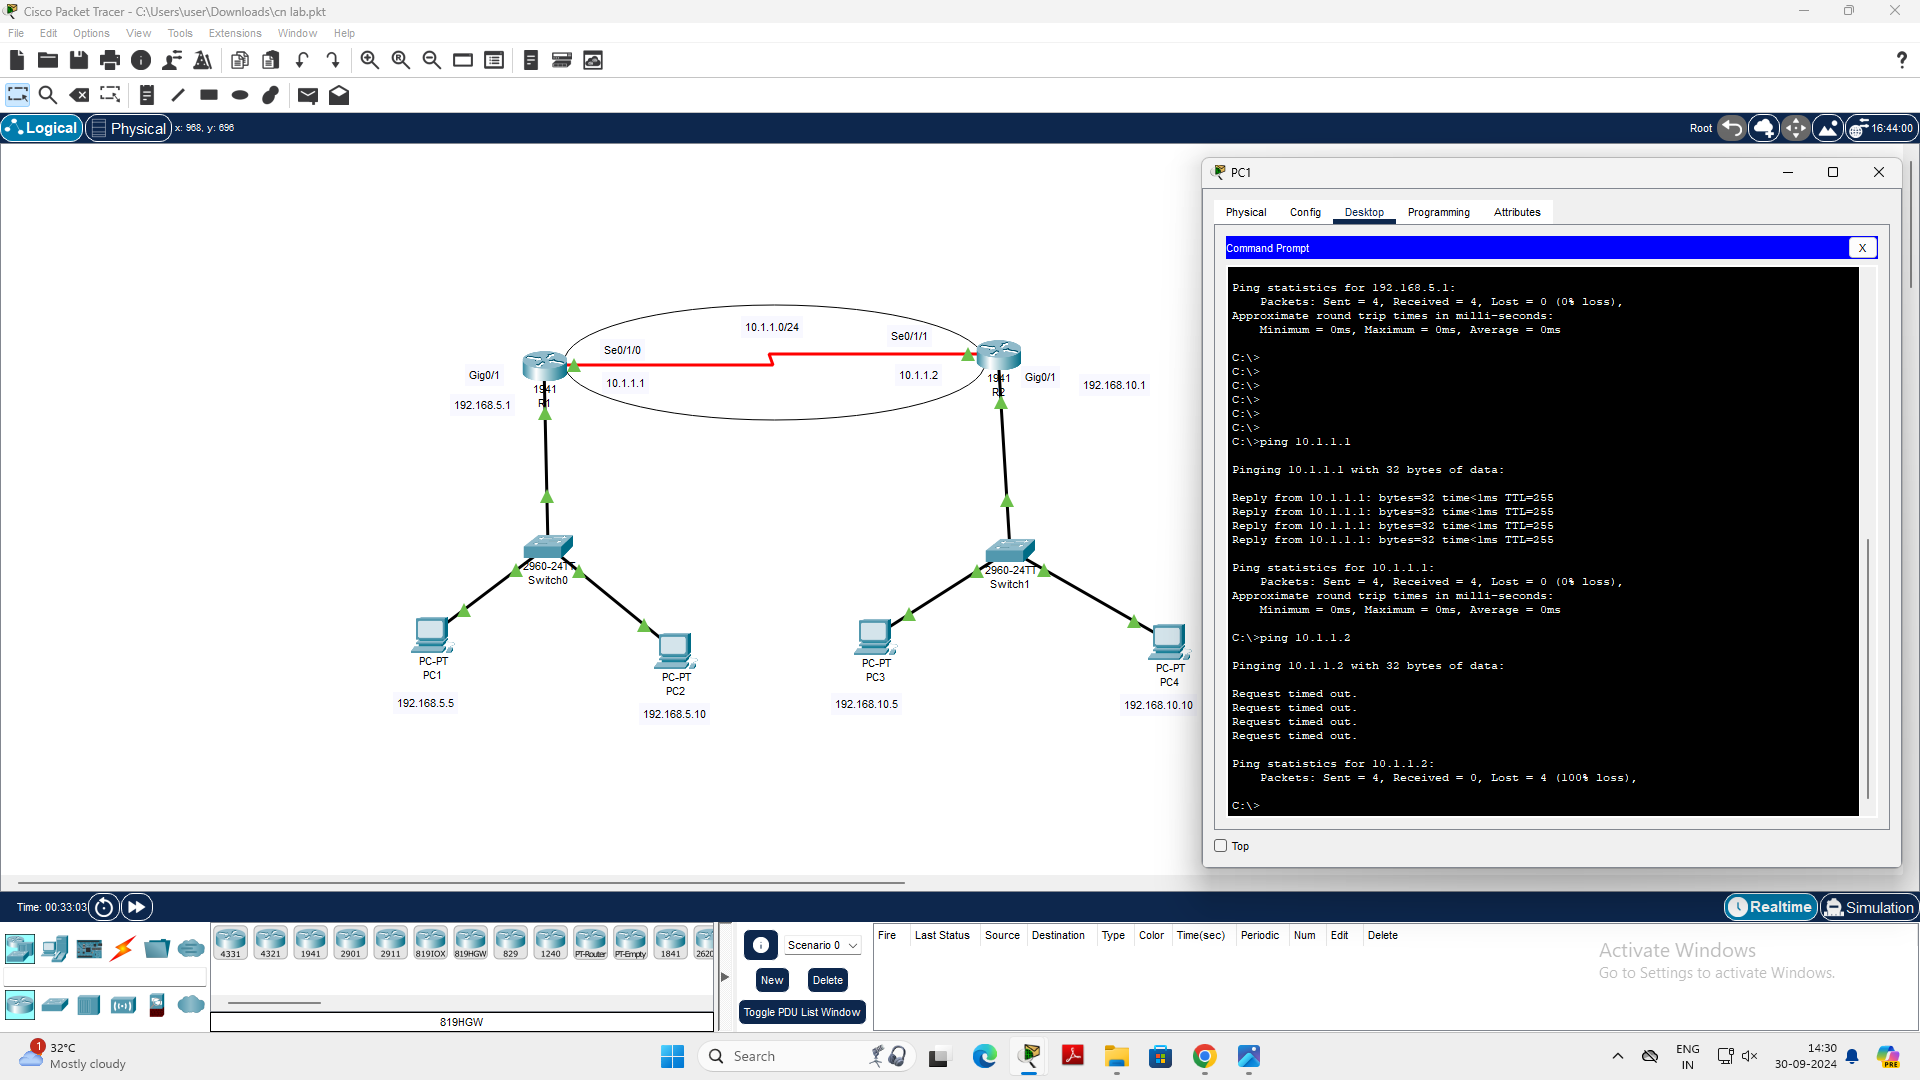 Cisco Packet Tracer - C:\Users\user\Downloads\cn lab.pkt
File Edit Options View Tools Extensions Window Help
Logical Physical x: 968, y: 696 Root 16:44:00
PC1
Physical Config Desktop Programming Attributes
Command Prompt X
Ping statistics for 192.168.5.1:
Packets: Sent = 4, Received = 4, Lost = 0 (0% loss),
Approximate round trip times in milli-seconds:
Minimum = 0ms, Maximum = 0ms, Average = 0ms
C:\>
C:\>
C:\>
C:\>
C:\>
C:\>
C:\>ping 10.1.1.1
Pinging 10.1.1.1 with 32 bytes of data:
Reply from 10.1.1.1: bytes=32 time<1ms TTL=255
Reply from 10.1.1.1: bytes=32 time<1ms TTL=255
Reply from 10.1.1.1: bytes=32 time<1ms TTL=255
Reply from 10.1.1.1: bytes=32 time<1ms TTL=255
Ping statistics for 10.1.1.1:
Packets: Sent = 4, Received = 4, Lost = 0 (0% loss),
Approximate round trip times in milli-seconds:
Minimum = 0ms, Maximum = 0ms, Average = 0ms
C:\>ping 10.1.1.2
Pinging 10.1.1.2 with 32 bytes of data:
Request timed out.
Request timed out.
Request timed out.
Request timed out.
Ping statistics for 10.1.1.2:
Packets: Sent = 4, Received = 0, Lost = 4 (100% loss),
C:\>
Top
10.1.1.0/24
Se0/1/0
Se0/1/1
Gig0/1
10.1.1.1
10.1.1.2
Gig0/1
192.168.10.1
1941
R1
1941
R2
192.168.5.1
2960-24TT
Switch0
2960-24TT
Switch1
PC-PT
PC1
192.168.5.5
PC-PT
PC2
192.168.5.10
PC-PT
PC3
192.168.10.5
PC-PT
PC4
192.168.10.10
Time: 00:33:03 Realtime Simulation
4331 4321 1941 2901 2911 819IOX 819HGW 829 1240 PT-Router PT-Empty 1841 2620
819HGW
Scenario 0
New Delete
Toggle PDU List Window
Fire Last Status Source Destination Type Color Time(sec) Periodic Num Edit Delete
Activate Windows
Go to Settings to activate Windows.
1
32°C
Mostly cloudy
Search
PRE
ENG
IN
14:30
30-09-2024